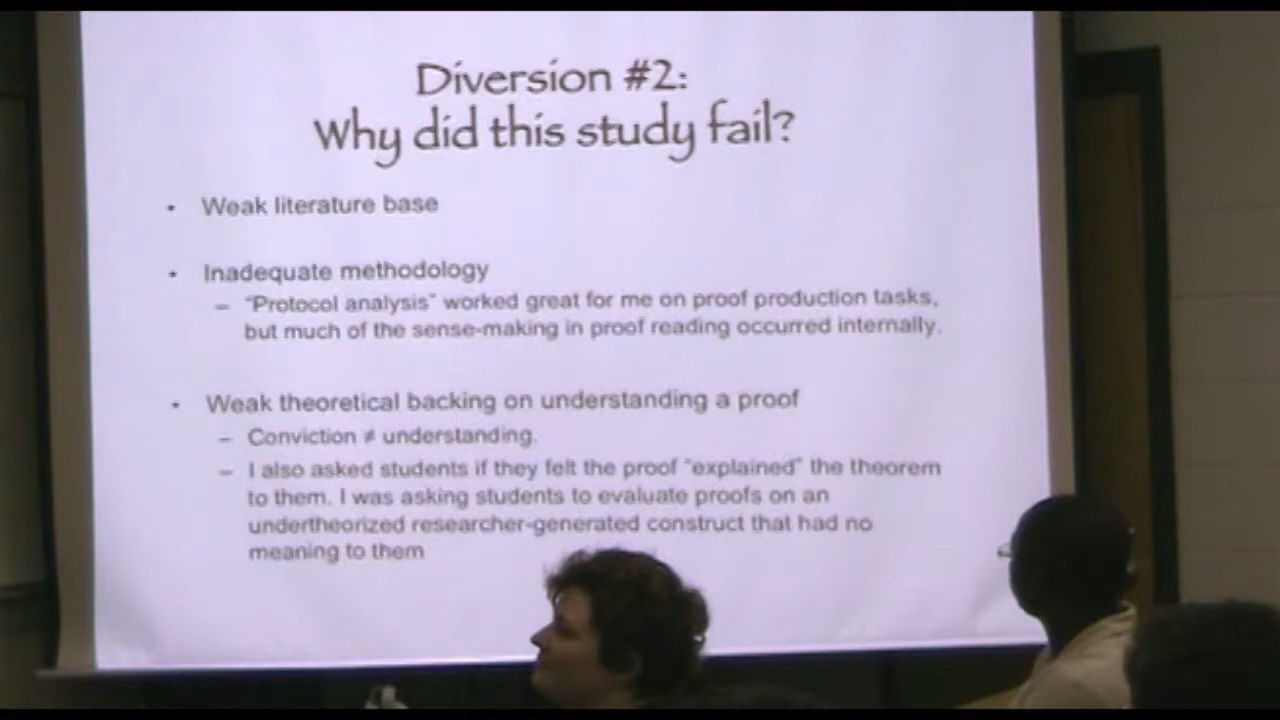 Diversion #2:
Why did this study fail?
• Weak literature base
• Inadequate methodology
– "Protocol analysis" worked great for me on proof production tasks,
but much of the sense-making in proof reading occurred internally.
• Weak theoretical backing on understanding a proof
– Conviction ≠ understanding.
– I also asked students if they felt the proof "explained" the theorem
to them. I was asking students to evaluate proofs on an
undertheorized researcher-generated construct that had no
meaning to them